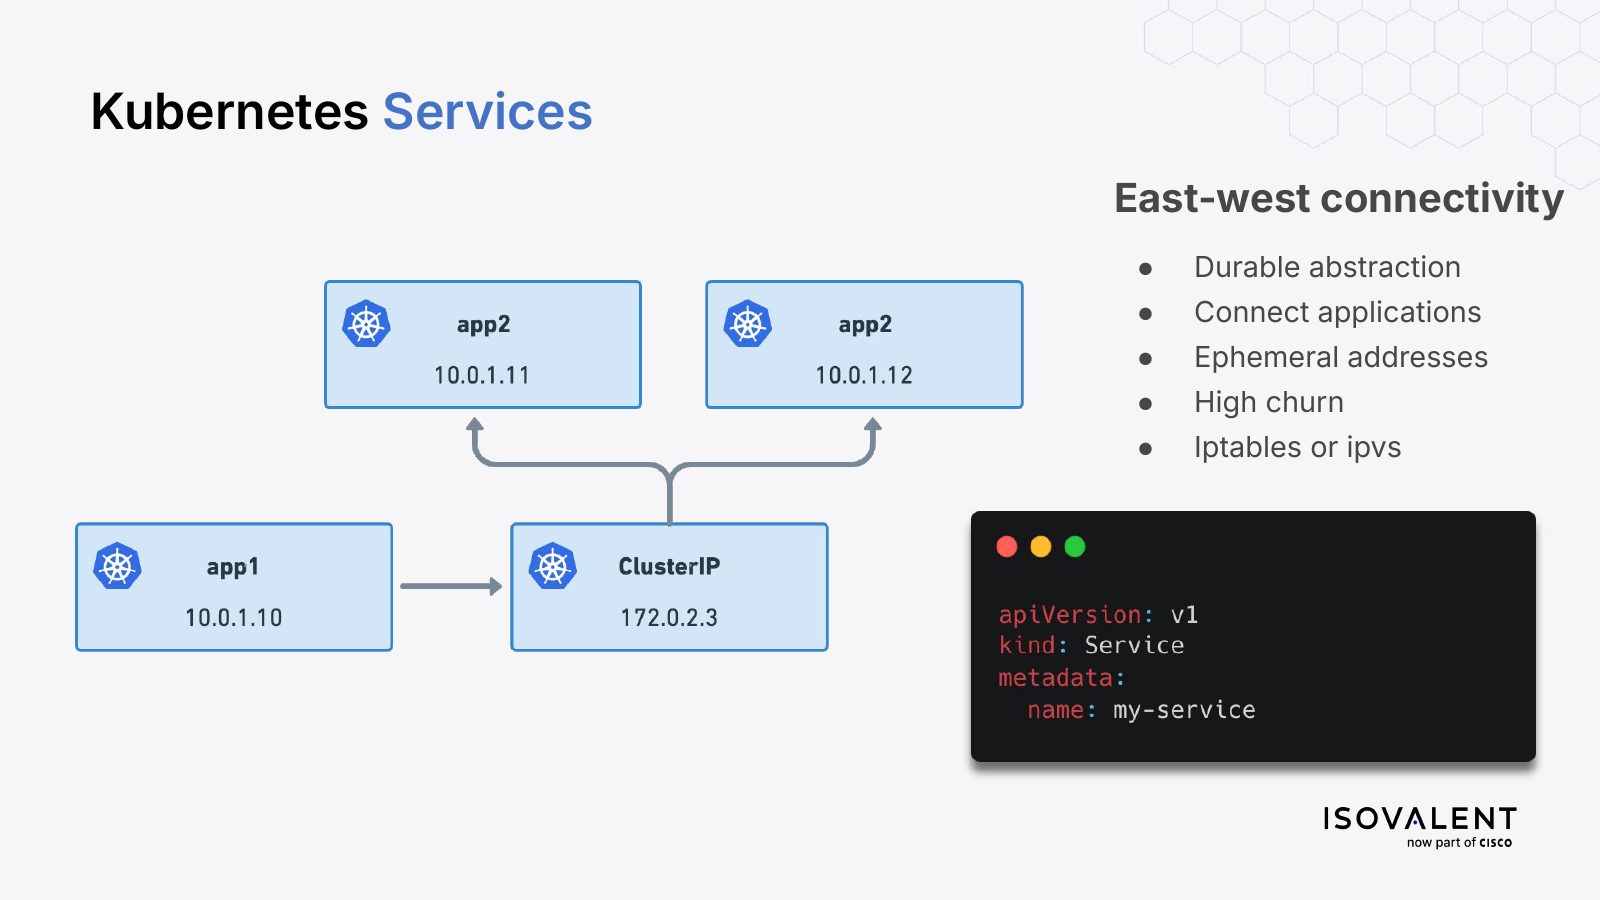 Kubernetes Services
East-west connectivity
● Durable abstraction
● Connect applications
● Ephemeral addresses
● High churn
● Iptables or ipvs
app2
10.0.1.11
app2
10.0.1.12
app1
10.0.1.10
ClusterIP
172.0.2.3
apiVersion: v1
kind: Service
metadata:
  name: my-service
ISOVALENT
now part of CISCO